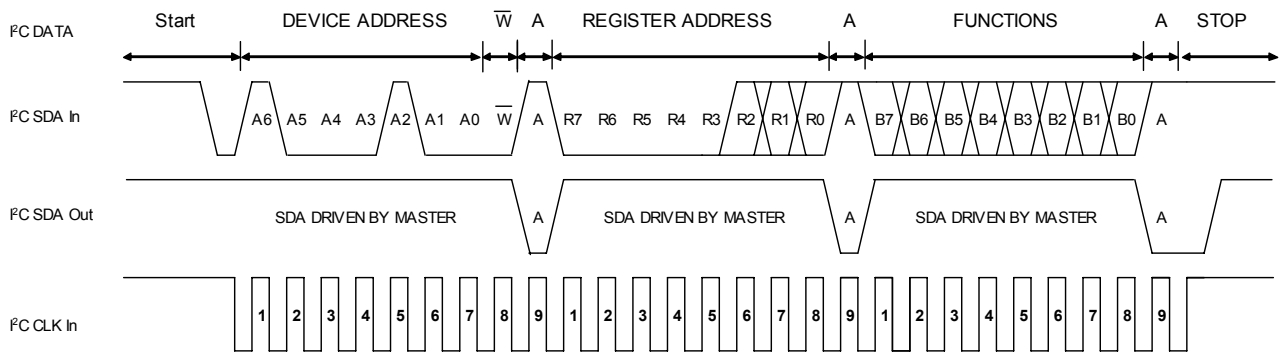 I²C DATA Start DEVICE ADDRESS W̅ A REGISTER ADDRESS A FUNCTIONS A STOP
I²C SDA In A6 A5 A4 A3 A2 A1 A0 W̅ A R7 R6 R5 R4 R3 R2 R1 R0 A B7 B6 B5 B4 B3 B2 B1 B0 A
I²C SDA Out SDA DRIVEN BY MASTER A SDA DRIVEN BY MASTER A SDA DRIVEN BY MASTER A
I²C CLK In 1 2 3 4 5 6 7 8 9 1 2 3 4 5 6 7 8 9 1 2 3 4 5 6 7 8 9